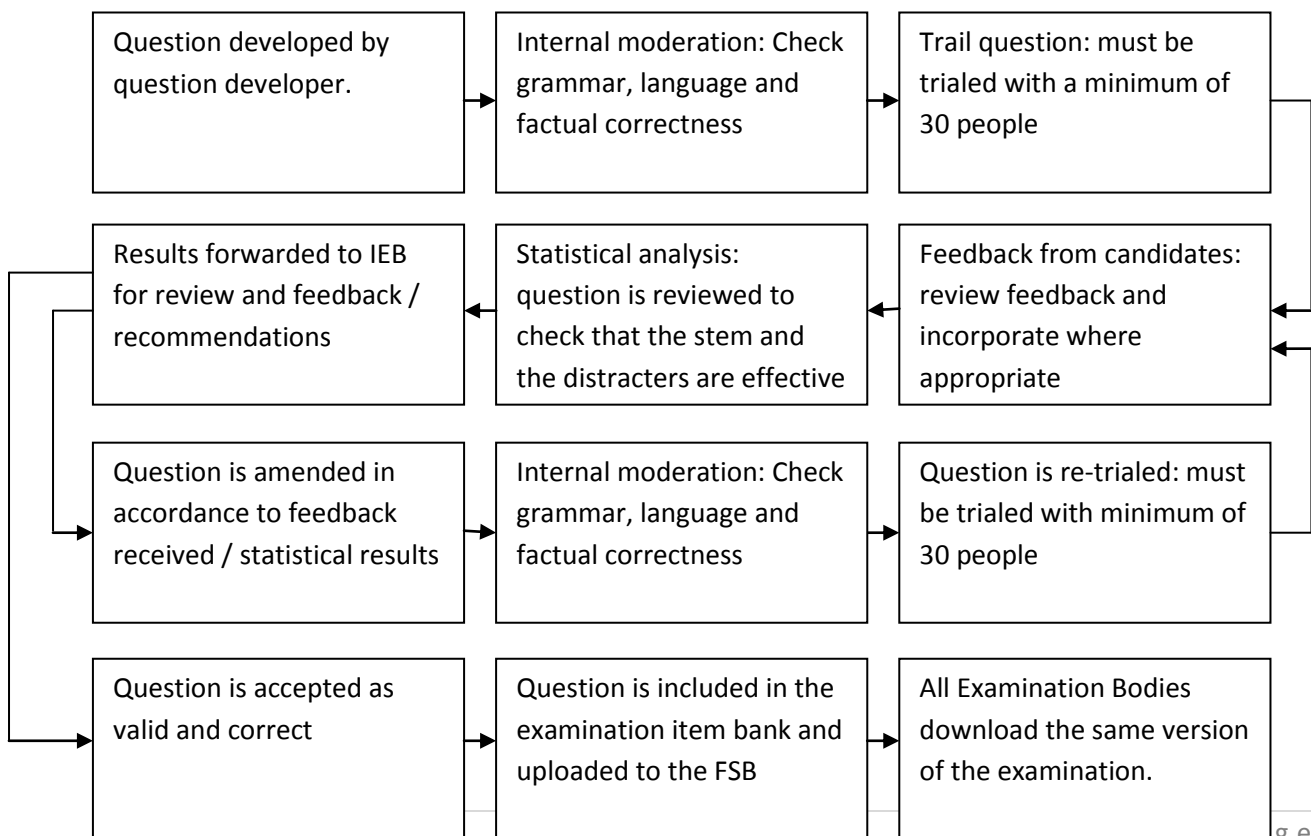 Question developed by
question developer.
Internal moderation: Check
grammar, language and
factual correctness
Trail question: must be
trialed with a minimum of
30 people
Results forwarded to IEB
for review and feedback /
recommendations
Statistical analysis:
question is reviewed to
check that the stem and
the distracters are effective
Feedback from candidates:
review feedback and
incorporate where
appropriate
Question is amended in
accordance to feedback
received / statistical results
Internal moderation: Check
grammar, language and
factual correctness
Question is re-trialed: must
be trialed with minimum of
30 people
Question is accepted as
valid and correct
Question is included in the
examination item bank and
uploaded to the FSB
All Examination Bodies
download the same version
of the examination.